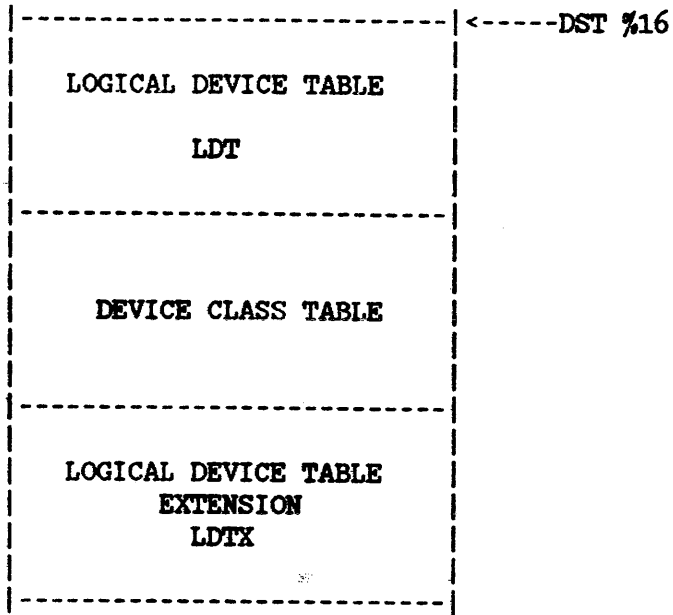 <-----DST %16
LOGICAL DEVICE TABLE
LDT
DEVICE CLASS TABLE
LOGICAL DEVICE TABLE
EXTENSION
LDTX